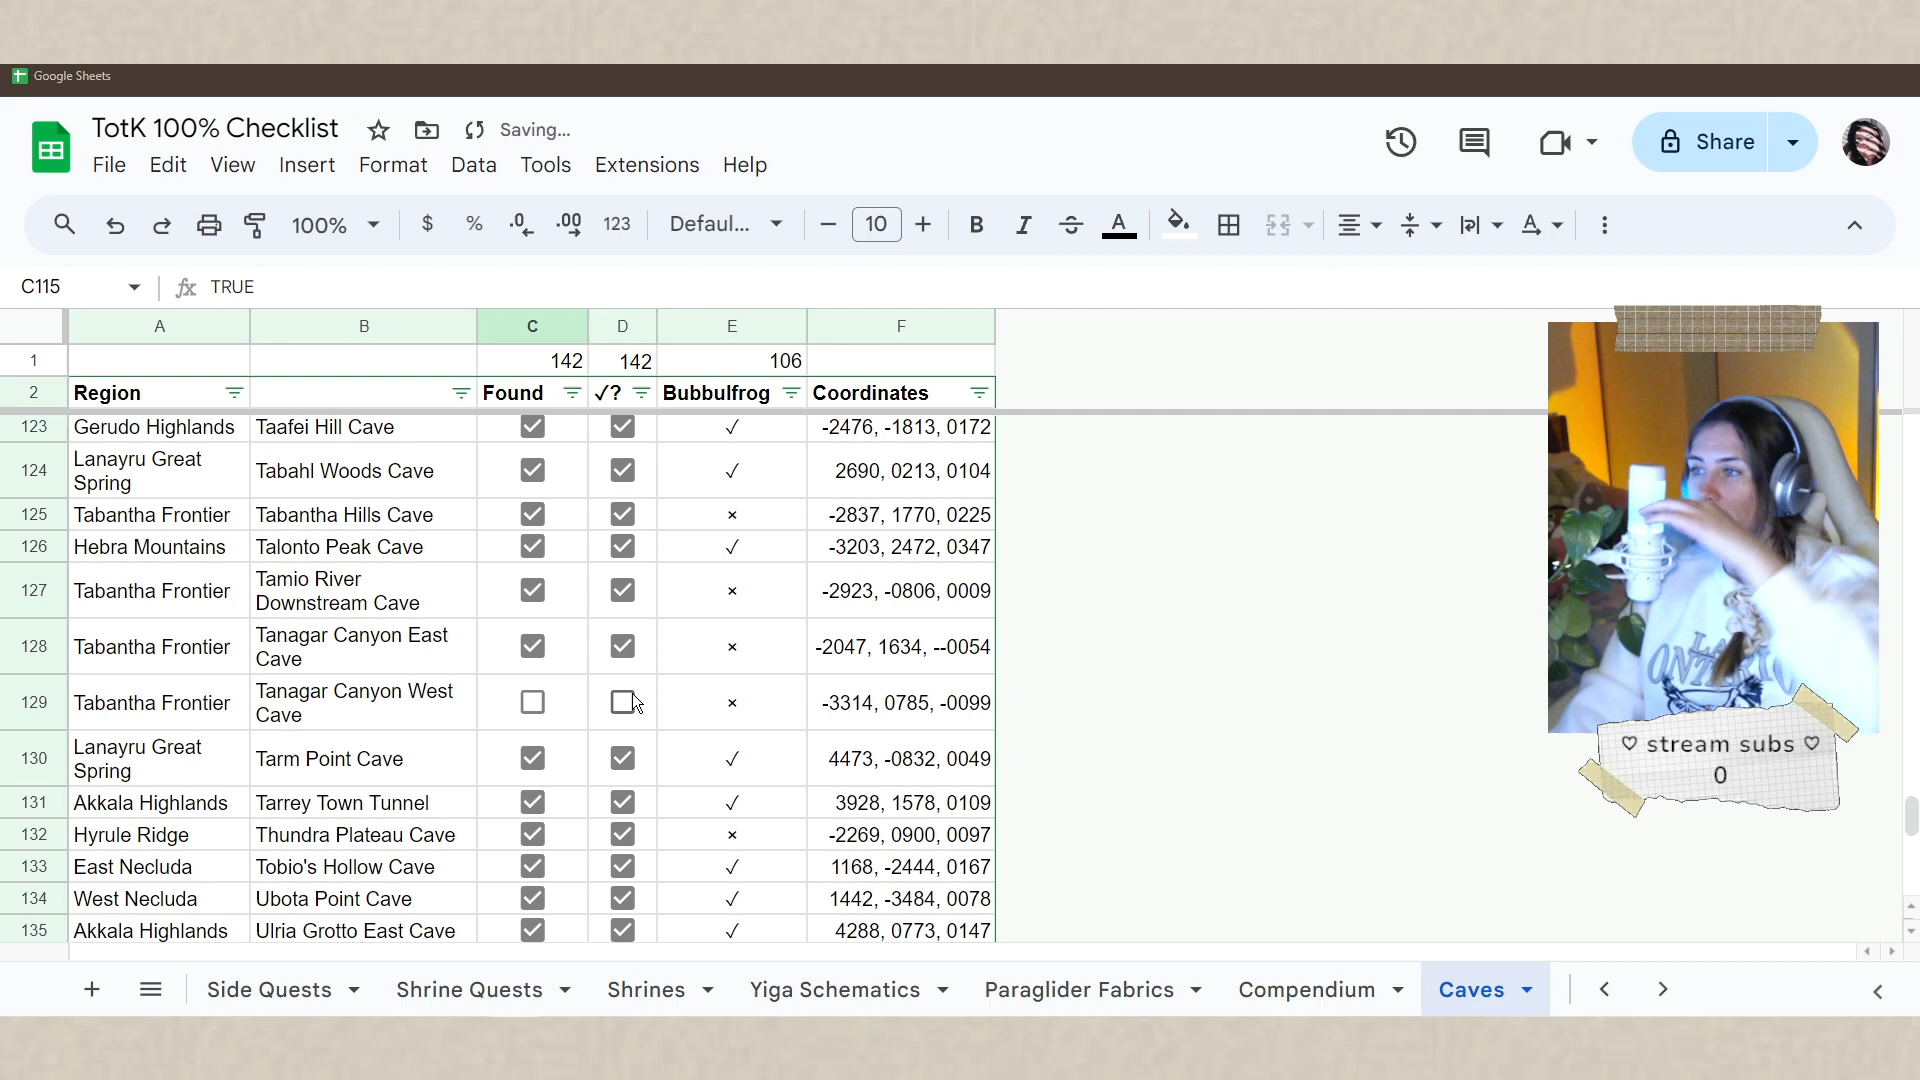 Google Sheets
TotK 100% Checklist Saving...
File Edit View Insert Format Data Tools Extensions Help
Share
100% $ % .0 .00 123 Defaul... 10 B I A
C115 fx TRUE
A B C D E F
1 142 142 106
2 Region Found ✓? Bubbulfrog Coordinates
123 Gerudo Highlands Taafei Hill Cave ✓ -2476, -1813, 0172
124 Lanayru Great Spring Tabahl Woods Cave ✓ 2690, 0213, 0104
125 Tabantha Frontier Tabantha Hills Cave × -2837, 1770, 0225
126 Hebra Mountains Talonto Peak Cave ✓ -3203, 2472, 0347
127 Tabantha Frontier Tamio River Downstream Cave × -2923, -0806, 0009
128 Tabantha Frontier Tanagar Canyon East Cave × -2047, 1634, --0054
129 Tabantha Frontier Tanagar Canyon West Cave × -3314, 0785, -0099
130 Lanayru Great Spring Tarm Point Cave ✓ 4473, -0832, 0049
131 Akkala Highlands Tarrey Town Tunnel ✓ 3928, 1578, 0109
132 Hyrule Ridge Thundra Plateau Cave × -2269, 0900, 0097
133 East Necluda Tobio's Hollow Cave ✓ 1168, -2444, 0167
134 West Necluda Ubota Point Cave ✓ 1442, -3484, 0078
135 Akkala Highlands Ulria Grotto East Cave ✓ 4288, 0773, 0147
♡ stream subs ♡
0
Side Quests Shrine Quests Shrines Yiga Schematics Paraglider Fabrics Compendium Caves